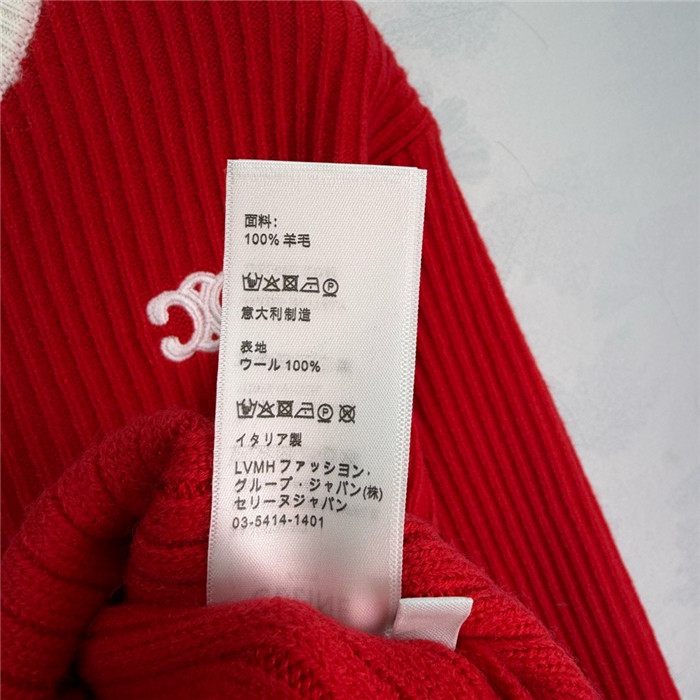 面料:
100% 羊毛
意大利制造
表地
ウール 100%
イタリア製
LVMH ファッション・
グループ・ジャパン(株)
セリーヌジャパン
03-5414-1401